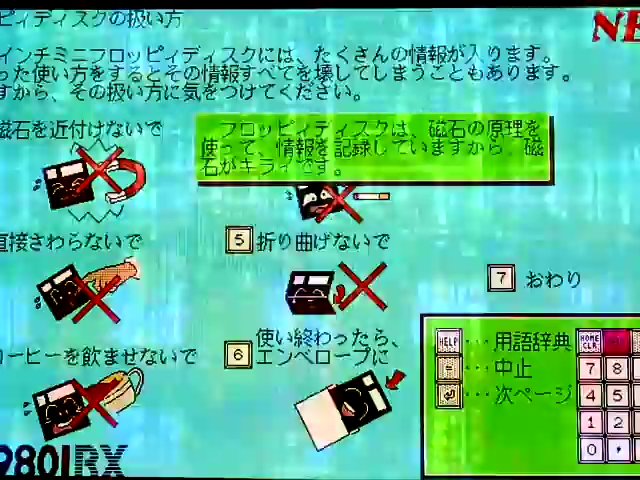 ピィディスクの扱い方
NE
インチミニフロッピィディスクには、たくさんの情報が入ります。
った使い方をするとその情報すべてを壊してしまうこともあります。
すから、その扱い方に気をつけてください。
磁石を近付けないで
フロッピィディスクは、磁石の原理を
使って、情報を記録していますから、磁
石がキライです。
直接さわらないで
5 折り曲げないで
7 おわり
コーヒーを飲ませないで
6 使い終わったら、
エンベロープに
HELP ・・・ 用語辞典
・・・ 中止
・・・ 次ページ
HOME CLR
7 8
4 5
1 2
0 .
9801RX